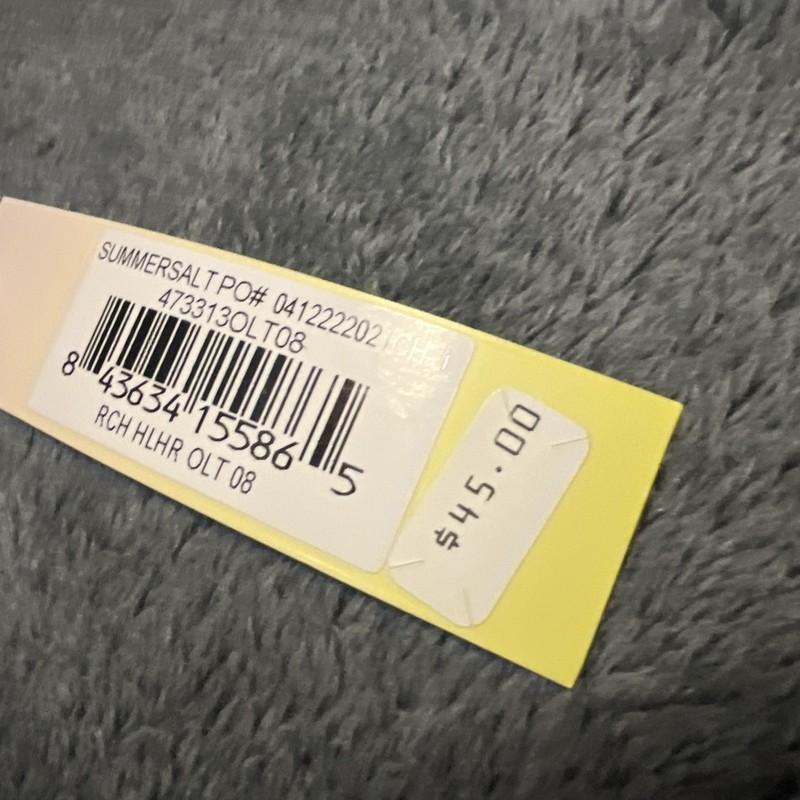 SUMMERSALT PO# 041222202
473313OLT08
8 43634 15586 5
RCH HLHR OLT 08
$45.00